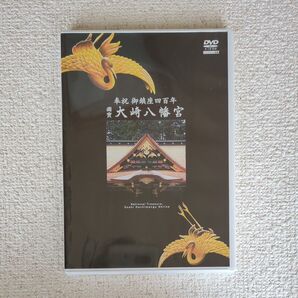 DVD
奉祝 御鎮座四百年
國寳 大崎八幡宮
National Treasure,
Osaki Hachimangu Shrine